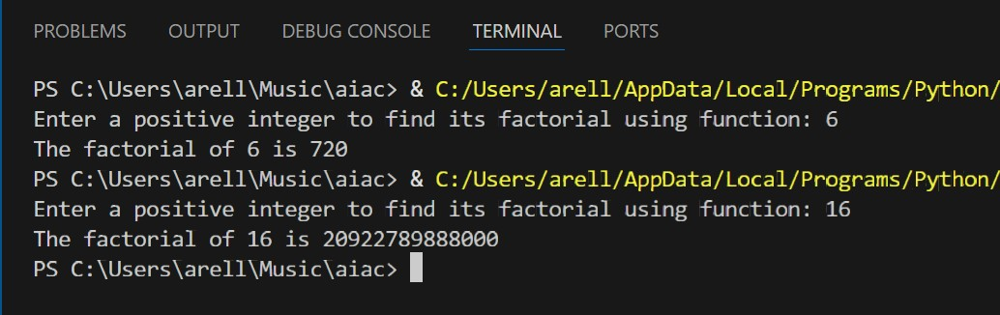 PROBLEMS OUTPUT DEBUG CONSOLE TERMINAL PORTS
PS C:\Users\arell\Music\aiac> & C:/Users/arell/AppData/Local/Programs/Python/
Enter a positive integer to find its factorial using function: 6
The factorial of 6 is 720
PS C:\Users\arell\Music\aiac> & C:/Users/arell/AppData/Local/Programs/Python/
Enter a positive integer to find its factorial using function: 16
The factorial of 16 is 20922789888000
PS C:\Users\arell\Music\aiac>